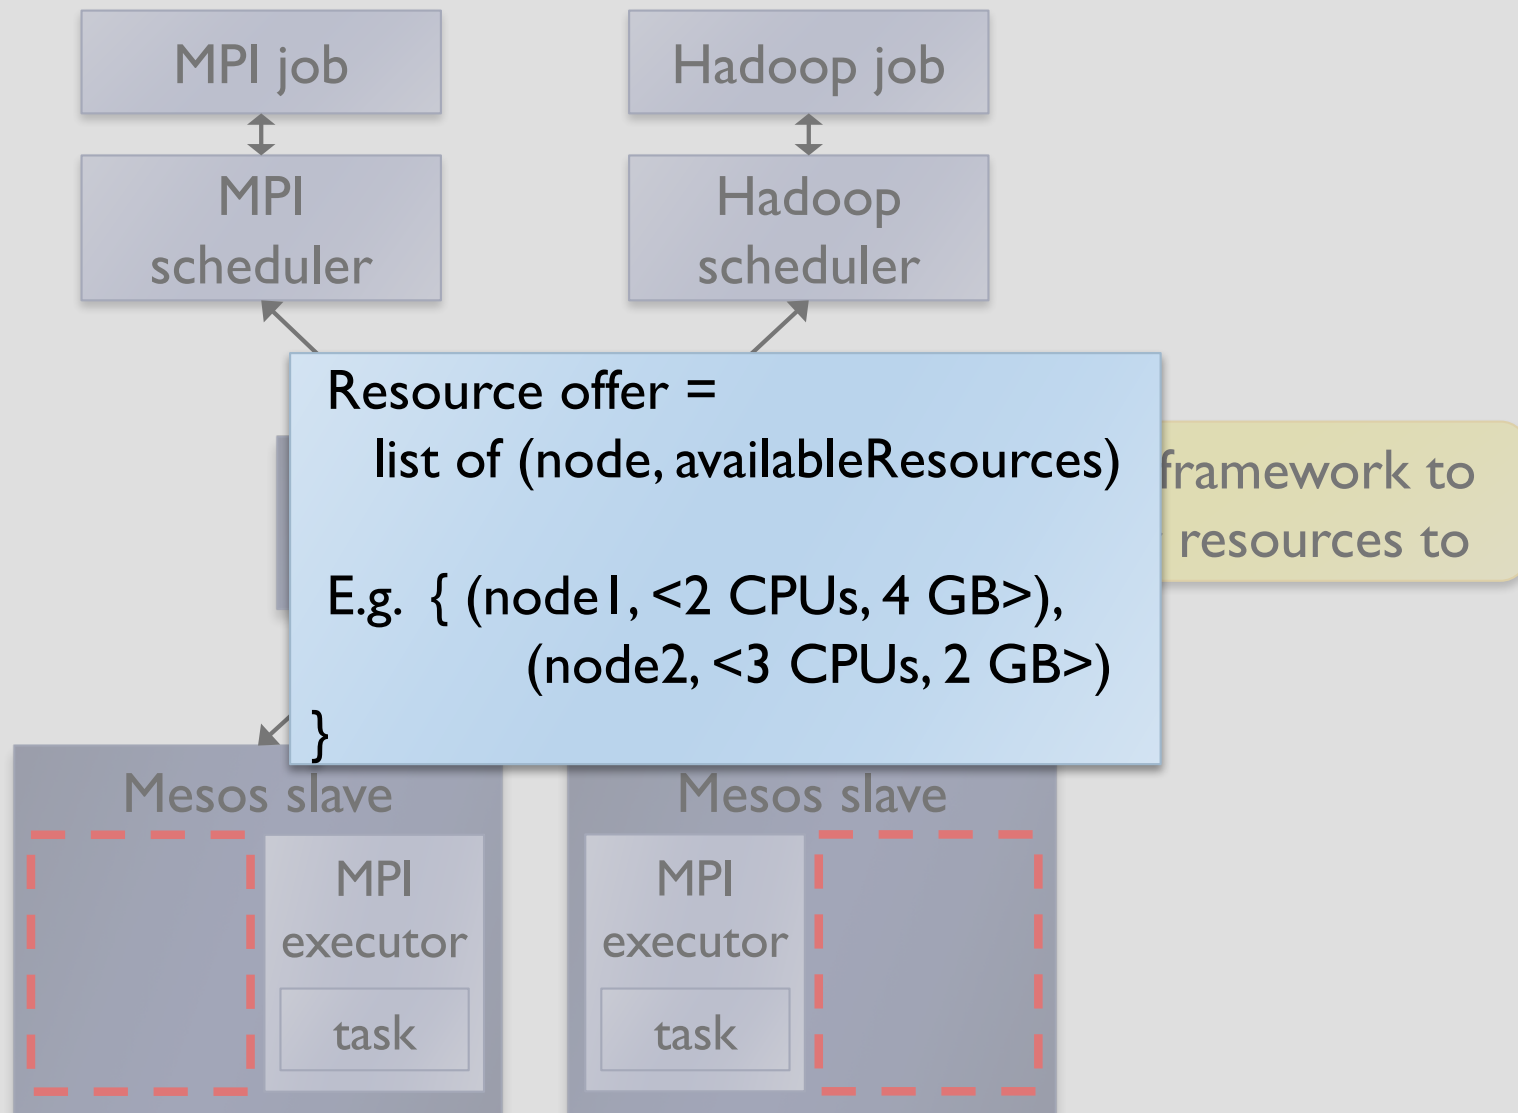 MPI job
Hadoop job
MPI
scheduler
Hadoop
scheduler
Resource offer =
list of (node, availableResources)
E.g. { (node1, <2 CPUs, 4 GB>),
(node2, <3 CPUs, 2 GB>)
}
framework to
resources to
Mesos slave
MPI
executor
task
Mesos slave
MPI
executor
task